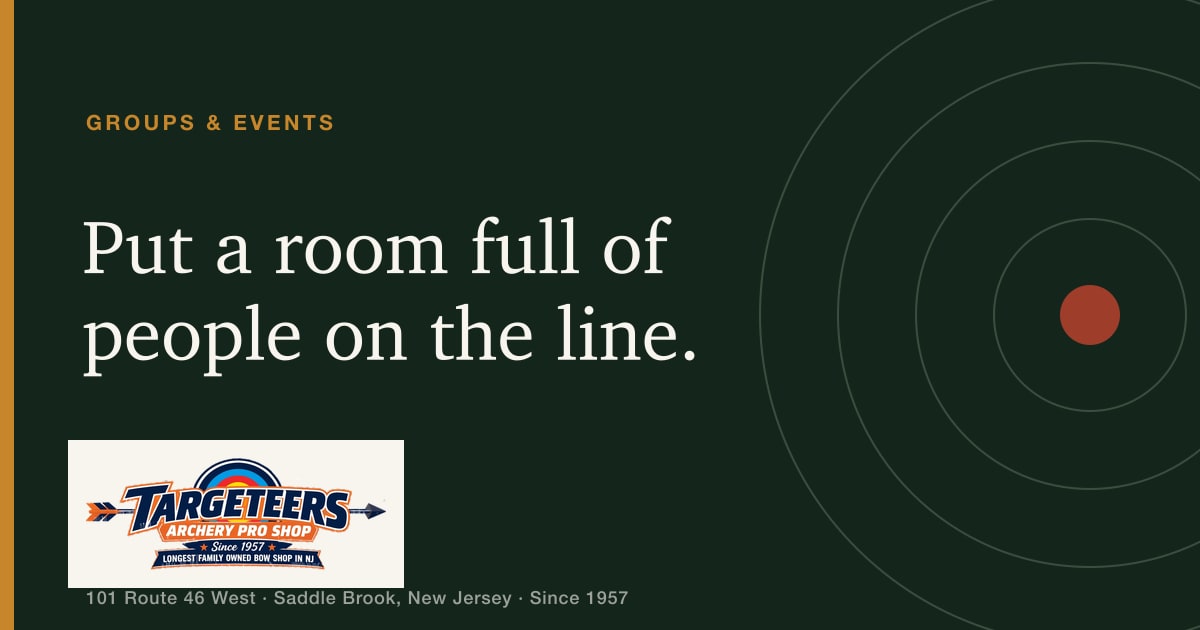 GROUPS & EVENTS
Put a room full of
people on the line.
TARGETEERS
ARCHERY PRO SHOP
★ Since 1957 ★
LONGEST FAMILY OWNED BOW SHOP IN NJ
101 Route 46 West · Saddle Brook, New Jersey · Since 1957